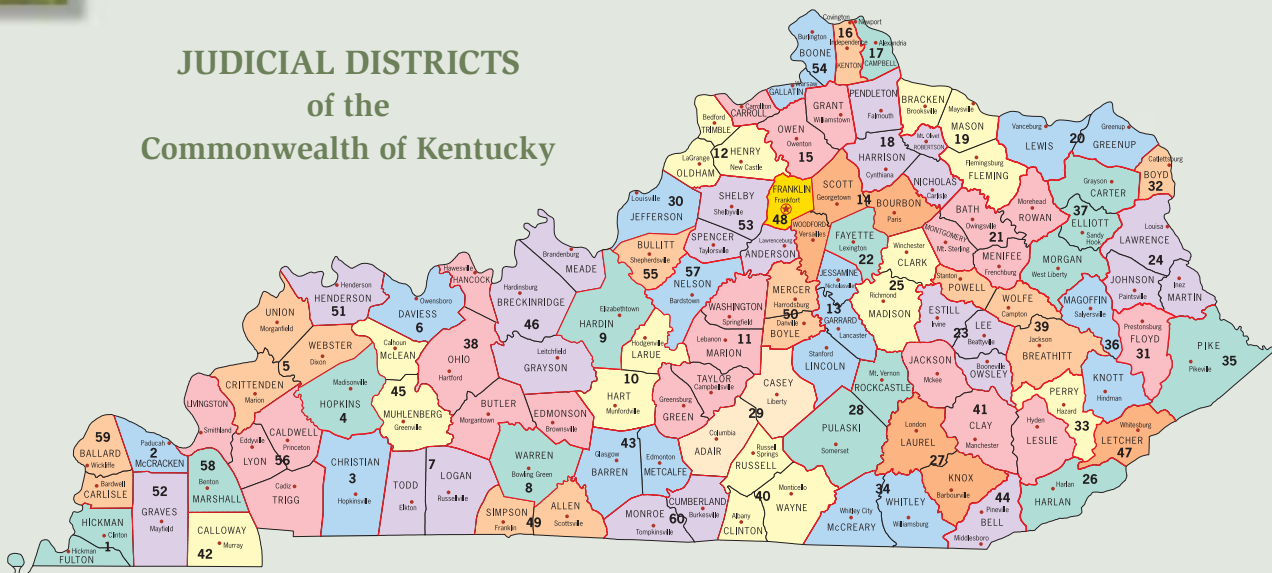 JUDICIAL DISTRICTS
of the
Commonwealth of Kentucky
Covington
Newport
16
Burlington
Independence
Alexandria
BOONE
17
KENTON
CAMPBELL
54
Warsaw
GALLATIN
PENDLETON
Falmouth
BRACKEN
Brooksville
Maysville
Carrollton
CARROLL
GRANT
Williamstown
Bedford
TRIMBLE
OWEN
Owenton
15
MASON
19
Mt. Olivet
ROBERTSON
Vanceburg
LEWIS
20
Greenup
GREENUP
12
HENRY
New Castle
LaGrange
OLDHAM
18
HARRISON
Cynthiana
Flemingsburg
FLEMING
Catlettsburg
BOYD
32
Grayson
CARTER
Louisville
30
JEFFERSON
SHELBY
Shelbyville
53
FRANKLIN
Frankfort
48
SCOTT
Georgetown
14
NICHOLAS
Carlisle
BOURBON
Paris
BATH
Owingsville
Morehead
ROWAN
37
ELLIOTT
Sandy
Hook
Louisa
LAWRENCE
24
SPENCER
Taylorsville
Lawrenceburg
ANDERSON
WOODFORD
Versailles
FAYETTE
Lexington
22
MONTGOMERY
Mt. Sterling
21
Winchester
CLARK
MENIFEE
Frenchburg
MORGAN
West Liberty
BULLITT
Shepherdsville
55
57
NELSON
Bardstown
JESSAMINE
Nicholasville
25
Richmond
MADISON
Stanton
POWELL
WOLFE
Campton
MAGOFFIN
Salyersville
JOHNSON
Paintsville
Inez
MARTIN
Brandenburg
MEADE
Hawesville
HANCOCK
Hardinsburg
BRECKINRIDGE
46
Henderson
HENDERSON
51
Owensboro
DAVIESS
6
UNION
Morganfield
Elizabethtown
HARDIN
9
WASHINGTON
Springfield
MERCER
Harrodsburg
50
Danville
BOYLE
13
GARRARD
Lancaster
ESTILL
Irvine
23
LEE
Beattyville
39
Jackson
BREATHITT
36
Prestonsburg
FLOYD
31
PIKE
35
Pikeville
WEBSTER
Dixon
Calhoun
McLEAN
38
OHIO
Hartford
Leitchfield
GRAYSON
Hodgenville
LARUE
Lebanon
11
MARION
Stanford
LINCOLN
Mt. Vernon
ROCKCASTLE
JACKSON
Mckee
Booneville
OWSLEY
PERRY
Hazard
KNOTT
Hindman
5
CRITTENDEN
Marion
Madisonville
HOPKINS
4
45
MUHLENBERG
Greenville
BUTLER
Morgantown
EDMONSON
Brownsville
10
HART
Munfordville
TAYLOR
Campbellsville
Greensburg
GREEN
CASEY
Liberty
29
28
PULASKI
Somerset
London
LAUREL
41
CLAY
Manchester
Hyden
LESLIE
33
Whitesburg
LETCHER
47
LIVINGSTON
Smithland
Eddyville
LYON
56
CALDWELL
Princeton
Cadiz
TRIGG
CHRISTIAN
3
Hopkinsville
TODD
Elkton
7
LOGAN
Russellville
WARREN
Bowling Green
8
43
Glasgow
BARREN
Edmonton
METCALFE
Columbia
ADAIR
Russell
Springs
RUSSELL
27
KNOX
Barbourville
26
Harlan
HARLAN
59
BALLARD
Wickliffe
Paducah
2
McCRACKEN
58
Benton
MARSHALL
Bardwell
CARLISLE
52
GRAVES
Mayfield
HICKMAN
Clinton
1
Hickman
FULTON
CALLOWAY
Murray
42
SIMPSON
Franklin
49
ALLEN
Scottsville
MONROE
Tompkinsville
60
CUMBERLAND
Burkesville
40
Albany
CLINTON
Monticello
WAYNE
34
Whitley City
McCREARY
WHITLEY
Williamsburg
44
Pineville
BELL
Middlesboro